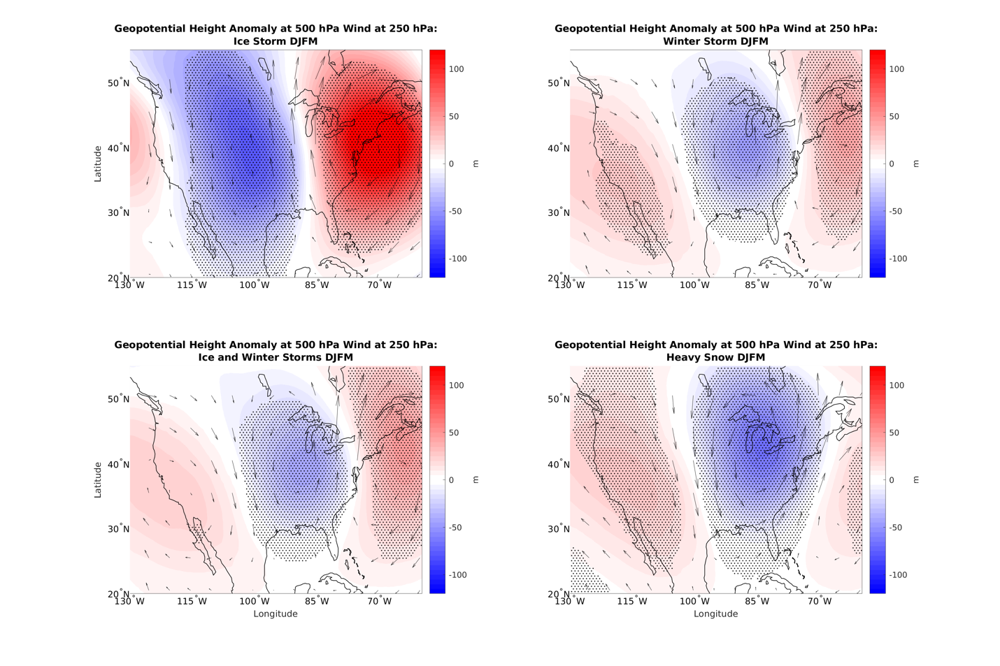 Geopotential Height Anomaly at 500 hPa Wind at 250 hPa:
Ice Storm DJFM
50°N
40°N
30°N
20°N
130°W
115°W
100°W
85°W
70°W
Latitude
100
50
0
-50
-100
m
Geopotential Height Anomaly at 500 hPa Wind at 250 hPa:
Winter Storm DJFM
50°N
40°N
30°N
20°N
130°W
115°W
100°W
85°W
70°W
100
50
0
-50
-100
m
Geopotential Height Anomaly at 500 hPa Wind at 250 hPa:
Ice and Winter Storms DJFM
50°N
40°N
30°N
20°N
130°W
115°W
100°W
85°W
70°W
Latitude
Longitude
100
50
0
-50
-100
m
Geopotential Height Anomaly at 500 hPa Wind at 250 hPa:
Heavy Snow DJFM
50°N
40°N
30°N
20°N
130°W
115°W
100°W
85°W
70°W
Longitude
100
50
0
-50
-100
m